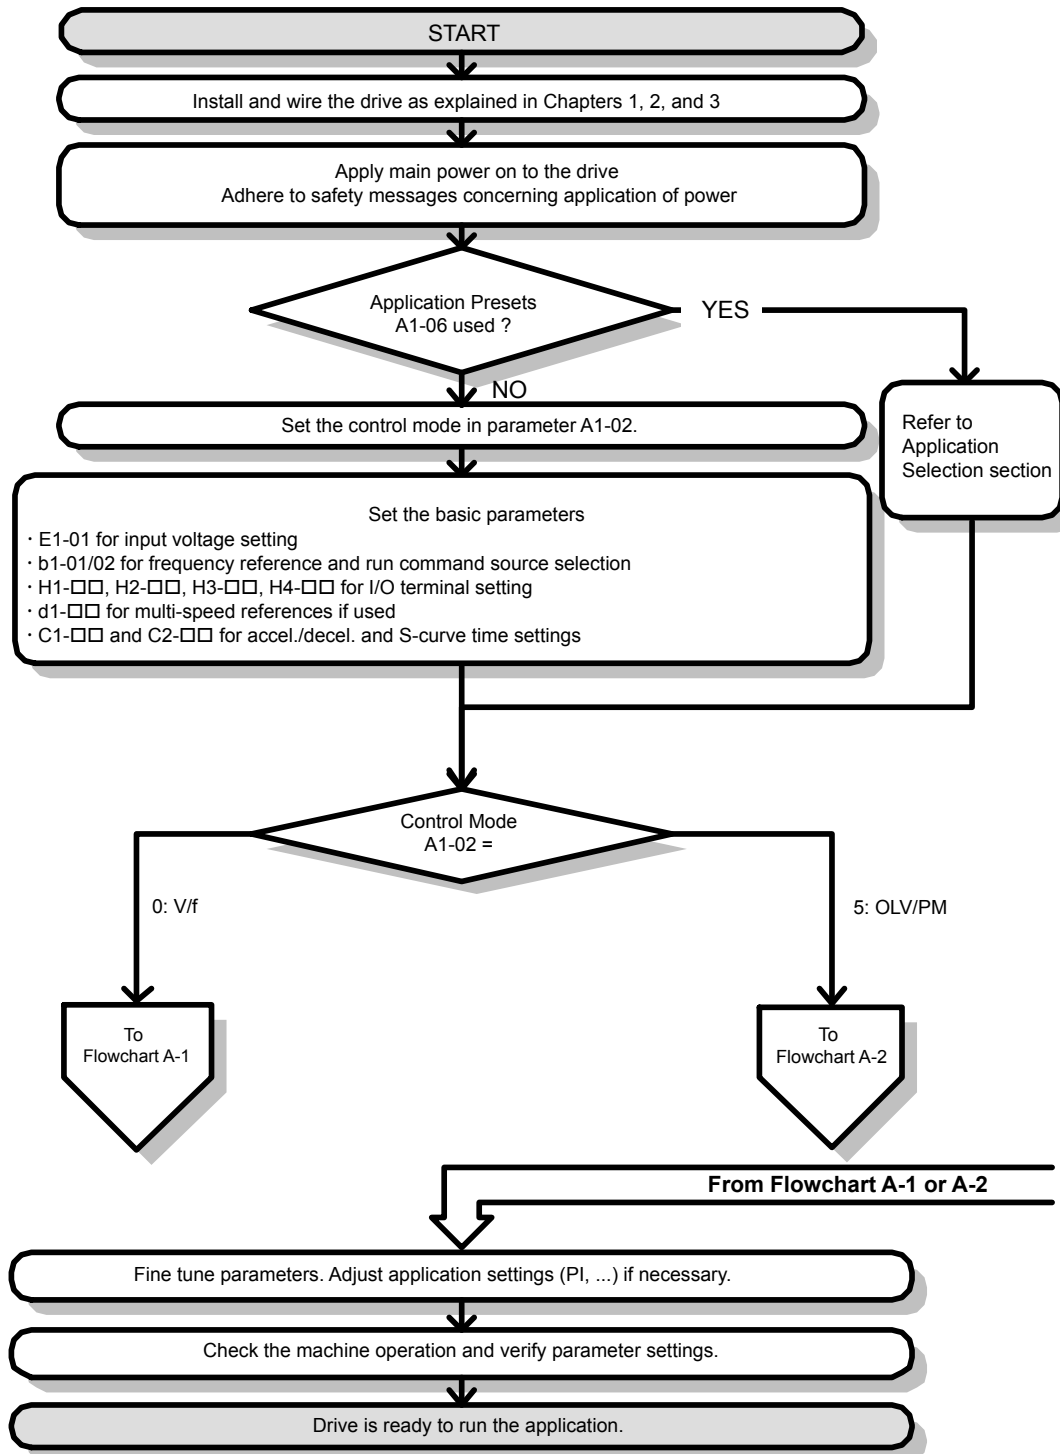 START
Install and wire the drive as explained in Chapters 1, 2, and 3
Apply main power on to the drive
Adhere to safety messages concerning application of power
Application Presets
A1-06 used ?
YES
NO
Set the control mode in parameter A1-02.
Refer to
Application
Selection section
Set the basic parameters
· E1-01 for input voltage setting
· b1-01/02 for frequency reference and run command source selection
· H1-□□, H2-□□, H3-□□, H4-□□ for I/O terminal setting
· d1-□□ for multi-speed references if used
· C1-□□ and C2-□□ for accel./decel. and S-curve time settings
Control Mode
A1-02 =
0: V/f
5: OLV/PM
To
Flowchart A-1
To
Flowchart A-2
From Flowchart A-1 or A-2
Fine tune parameters. Adjust application settings (PI, ...) if necessary.
Check the machine operation and verify parameter settings.
Drive is ready to run the application.